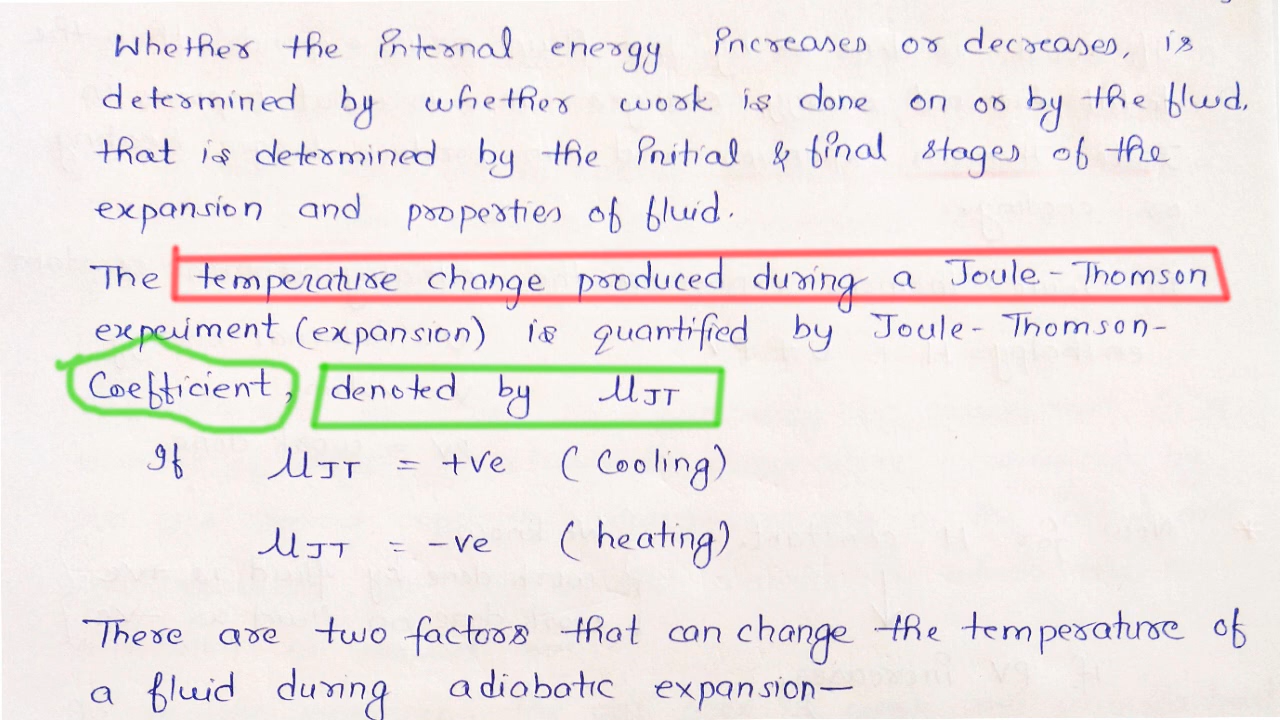 Whether the internal energy increases or decreases, is
determined by whether work is done on or by the fluid.
that is determined by the initial & final stages of the
expansion and properties of fluid.
The temperature change produced during a Joule-Thomson
experiment (expansion) is quantified by Joule-Thomson-
Coefficient, denoted by μJT
If μJT = +ve (Cooling)
μJT = -ve (heating)
There are two factors that can change the temperature of
a fluid during adiabatic expansion—